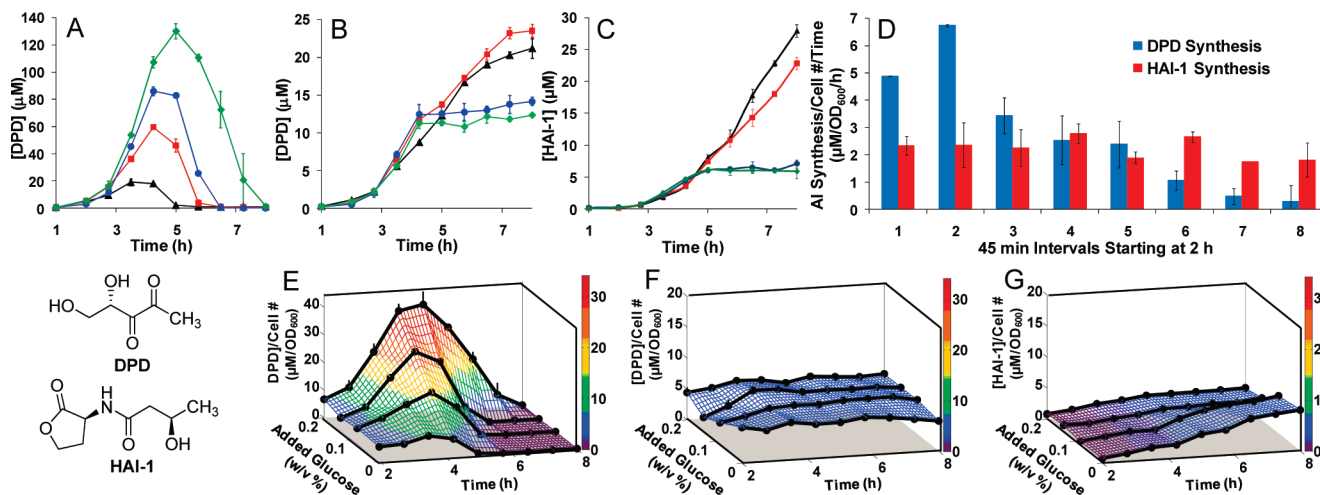 A
[DPD] (µM)
140
120
100
80
60
40
20
0
1 3 5 7
Time (h)
B
[DPD] (µM)
30
25
20
15
10
5
0
1 3 5 7
Time (h)
C
[HAI-1] (µM)
30
25
20
15
10
5
0
1 3 5 7
Time (h)
D
AI Synthesis/Cell #/Time
(µM/OD600/h)
7
6
5
4
3
2
1
0
DPD Synthesis
HAI-1 Synthesis
1 2 3 4 5 6 7 8
45 min Intervals Starting at 2 h
OH
O
HO
CH3
O
DPD
O
O
H
N
O
CH3
OH
HAI-1
E
DPD]/Cell #
(µM/OD600)
40
30
20
10
0
0.2
0.1
0
Added Glucose
(w/v %)
2 4 6 8
Time (h)
30
20
10
0
F
[DPD]/Cell #
(µM/OD600)
20
15
10
5
0
0.2
0.1
0
Added Glucose
(w/v %)
2 4 6 8
Time (h)
30
20
10
0
G
[HAI-1]/Cell #
(µM/OD600)
20
15
10
5
0.2
0.1
0
Added Glucose
(w/v %)
2 4 6 8
Time (h)
3
2
1
0